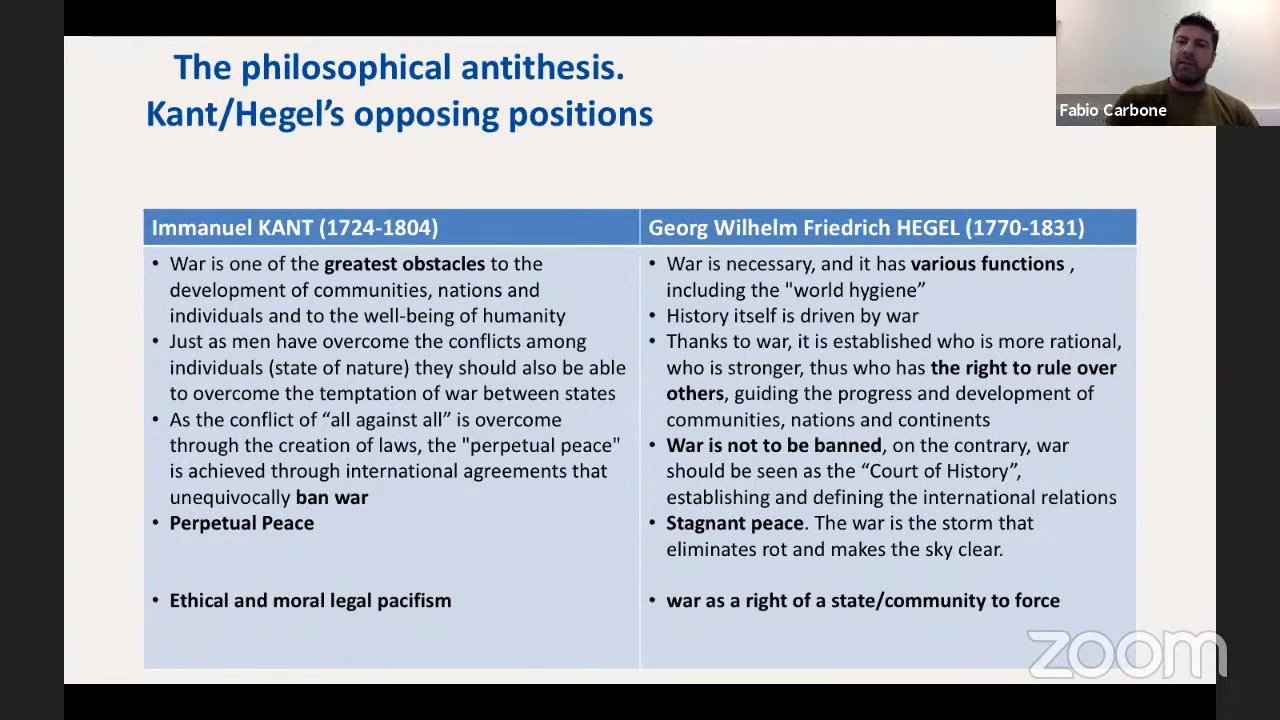 The philosophical antithesis.
Kant/Hegel's opposing positions
Fabio Carbone
Immanuel KANT (1724-1804)
• War is one of the greatest obstacles to the
development of communities, nations and
individuals and to the well-being of humanity
• Just as men have overcome the conflicts among
individuals (state of nature) they should also be able
to overcome the temptation of war between states
• As the conflict of “all against all” is overcome
through the creation of laws, the "perpetual peace"
is achieved through international agreements that
unequivocally ban war
• Perpetual Peace
• Ethical and moral legal pacifism
Georg Wilhelm Friedrich HEGEL (1770-1831)
• War is necessary, and it has various functions ,
including the "world hygiene”
• History itself is driven by war
• Thanks to war, it is established who is more rational,
who is stronger, thus who has the right to rule over
others, guiding the progress and development of
communities, nations and continents
• War is not to be banned, on the contrary, war
should be seen as the “Court of History”,
establishing and defining the international relations
• Stagnant peace. The war is the storm that
eliminates rot and makes the sky clear.
• war as a right of a state/community to force
zoom